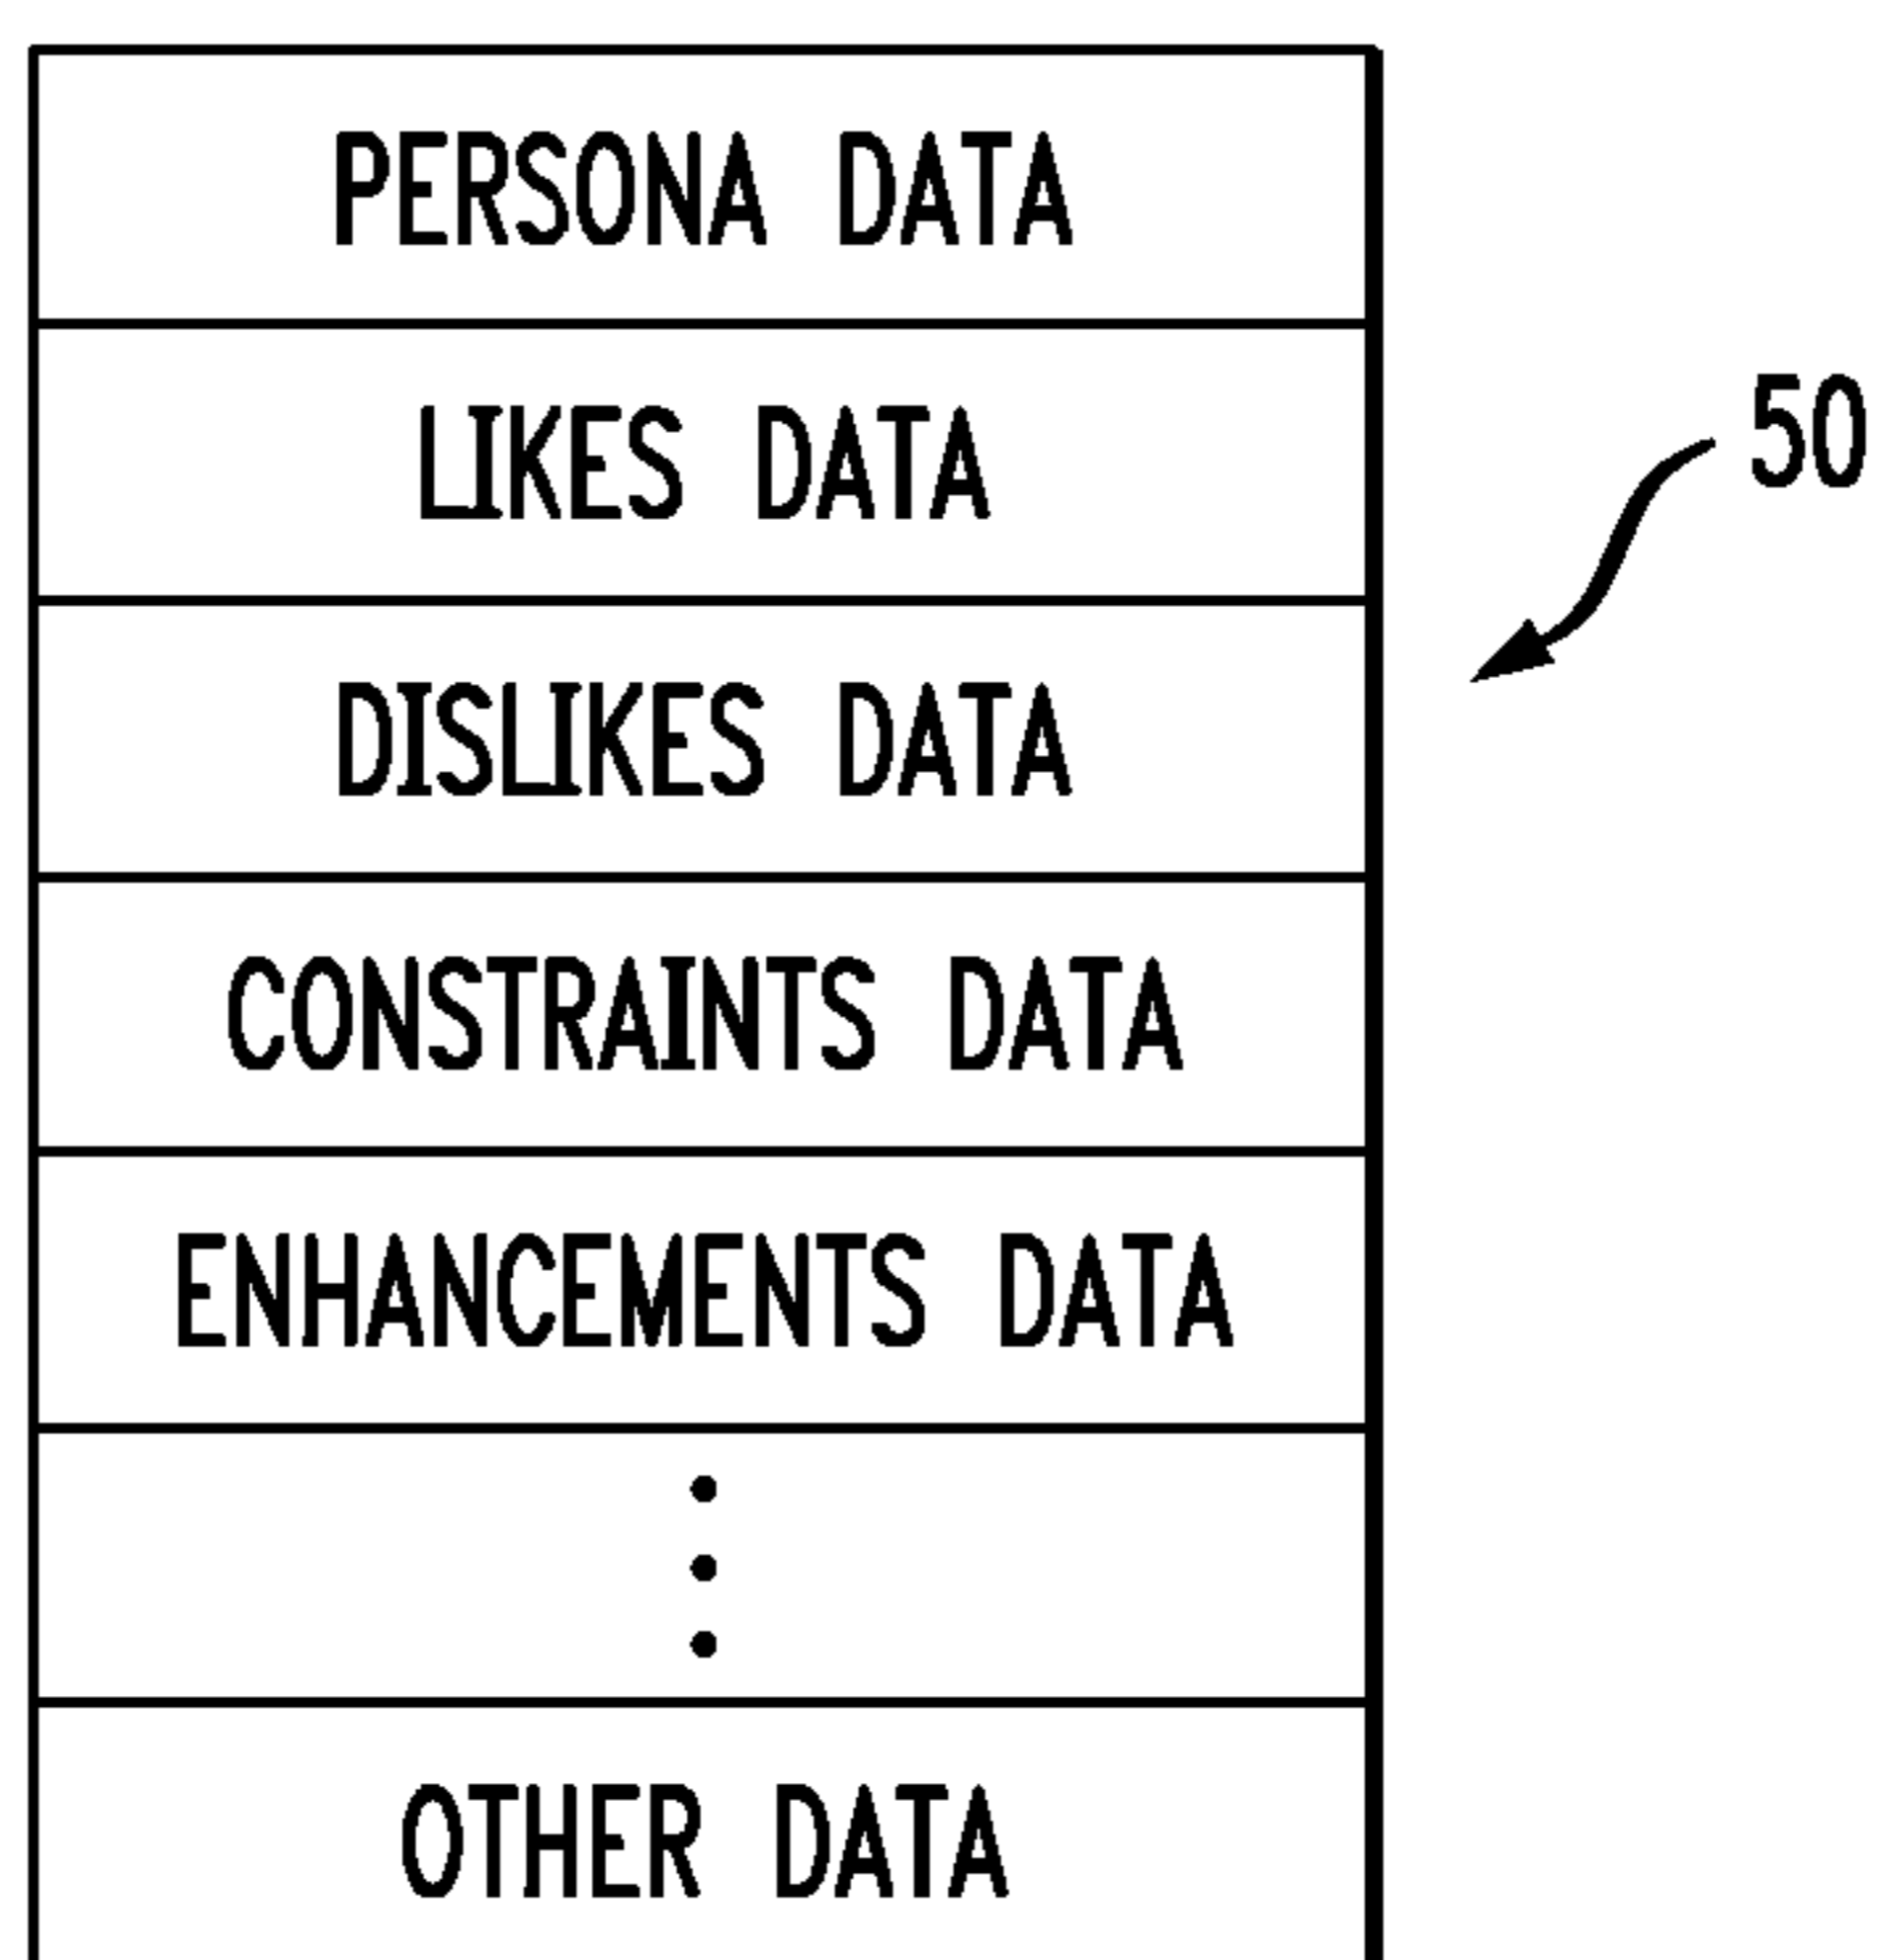 PERSONA DATA
LIKES DATA
50
DISLIKES DATA
CONSTRAINTS DATA
ENHANCEMENTS DATA
OTHER DATA